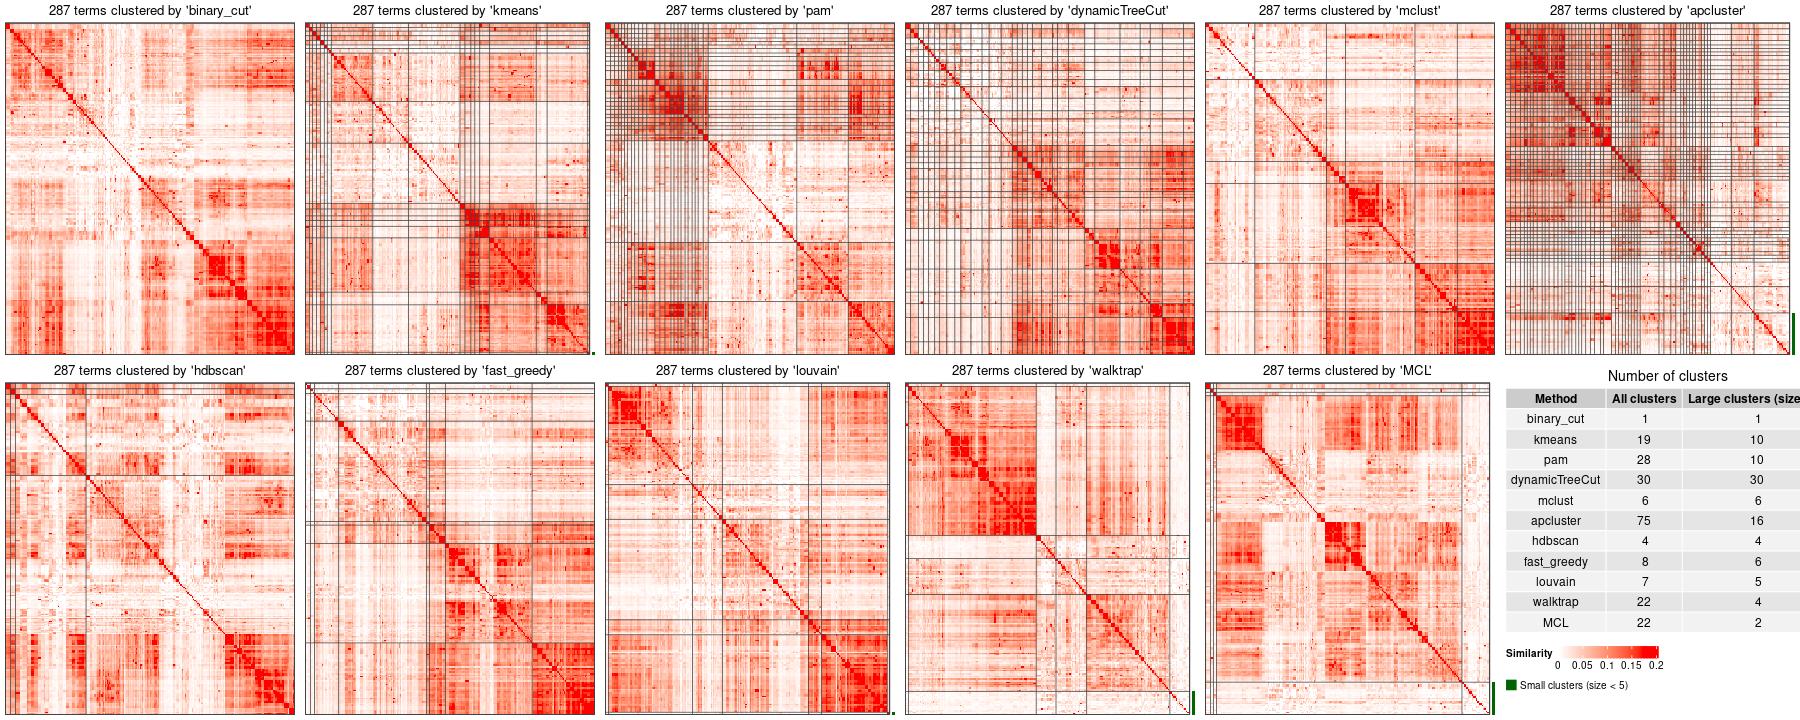 287 terms clustered by 'binary_cut'
287 terms clustered by 'kmeans'
287 terms clustered by 'pam'
287 terms clustered by 'dynamicTreeCut'
287 terms clustered by 'mclust'
287 terms clustered by 'apcluster'
287 terms clustered by 'hdbscan'
287 terms clustered by 'fast_greedy'
287 terms clustered by 'louvain'
287 terms clustered by 'walktrap'
287 terms clustered by 'MCL'
Number of clusters
Method All clusters Large clusters (size
binary_cut 1 1
kmeans 19 10
pam 28 10
dynamicTreeCut 30 30
mclust 6 6
apcluster 75 16
hdbscan 4 4
fast_greedy 8 6
louvain 7 5
walktrap 22 4
MCL 22 2
Similarity
0 0.05 0.1 0.15 0.2
Small clusters (size < 5)